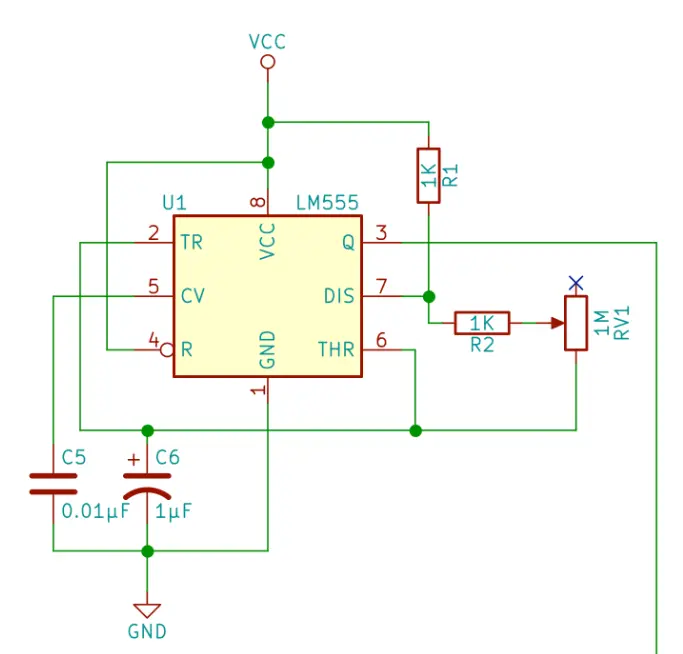 VCC
U1
LM555
8
1K
R1
2
TR
VCC
Q
3
5
CV
DIS
7
4
R
GND
THR
6
1
1K
R2
1M
RV1
C5
0.01µF
+
C6
1µF
GND